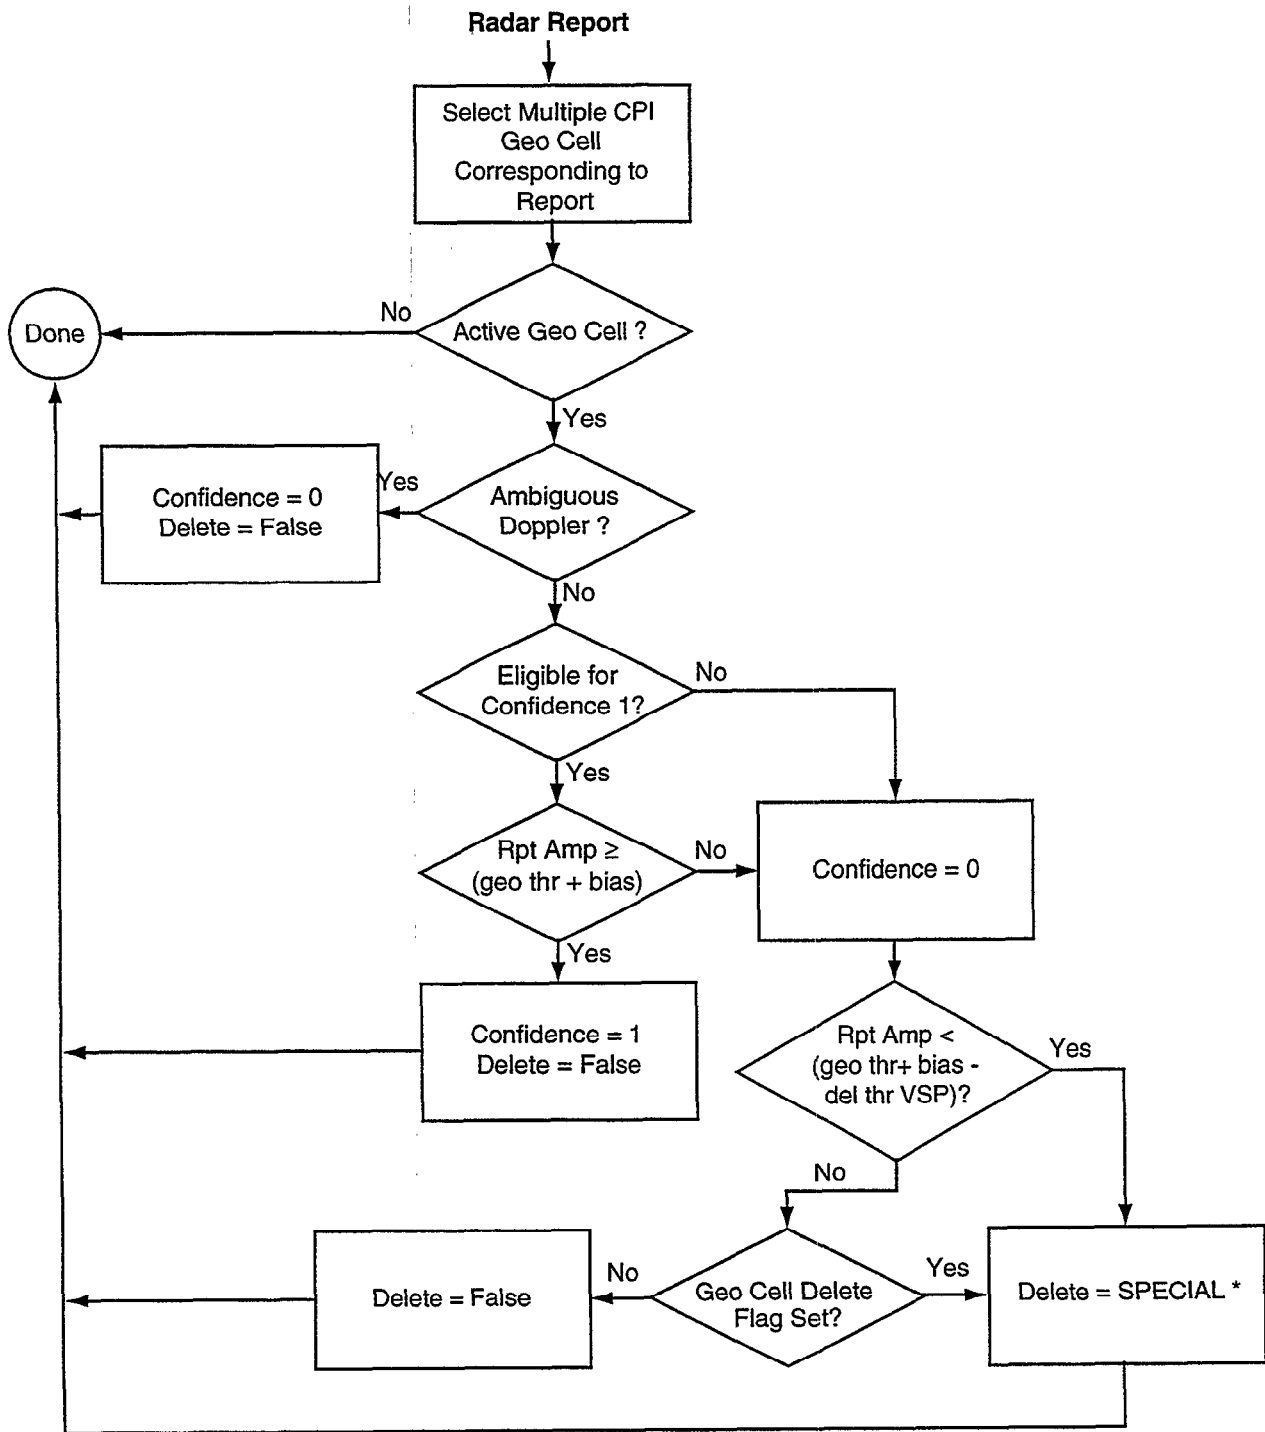 Radar Report
Select Multiple CPI
Geo Cell
Corresponding to
Report
Active Geo Cell ?
No
Done
Yes
Ambiguous
Doppler ?
Yes
Confidence = 0
Delete = False
No
Eligible for
Confidence 1?
No
Yes
Rpt Amp ≥
(geo thr + bias)
No
Confidence = 0
Yes
Confidence = 1
Delete = False
Rpt Amp <
(geo thr+ bias -
del thr VSP)?
Yes
No
Geo Cell Delete
Flag Set?
No
Delete = False
Yes
Delete = SPECIAL *